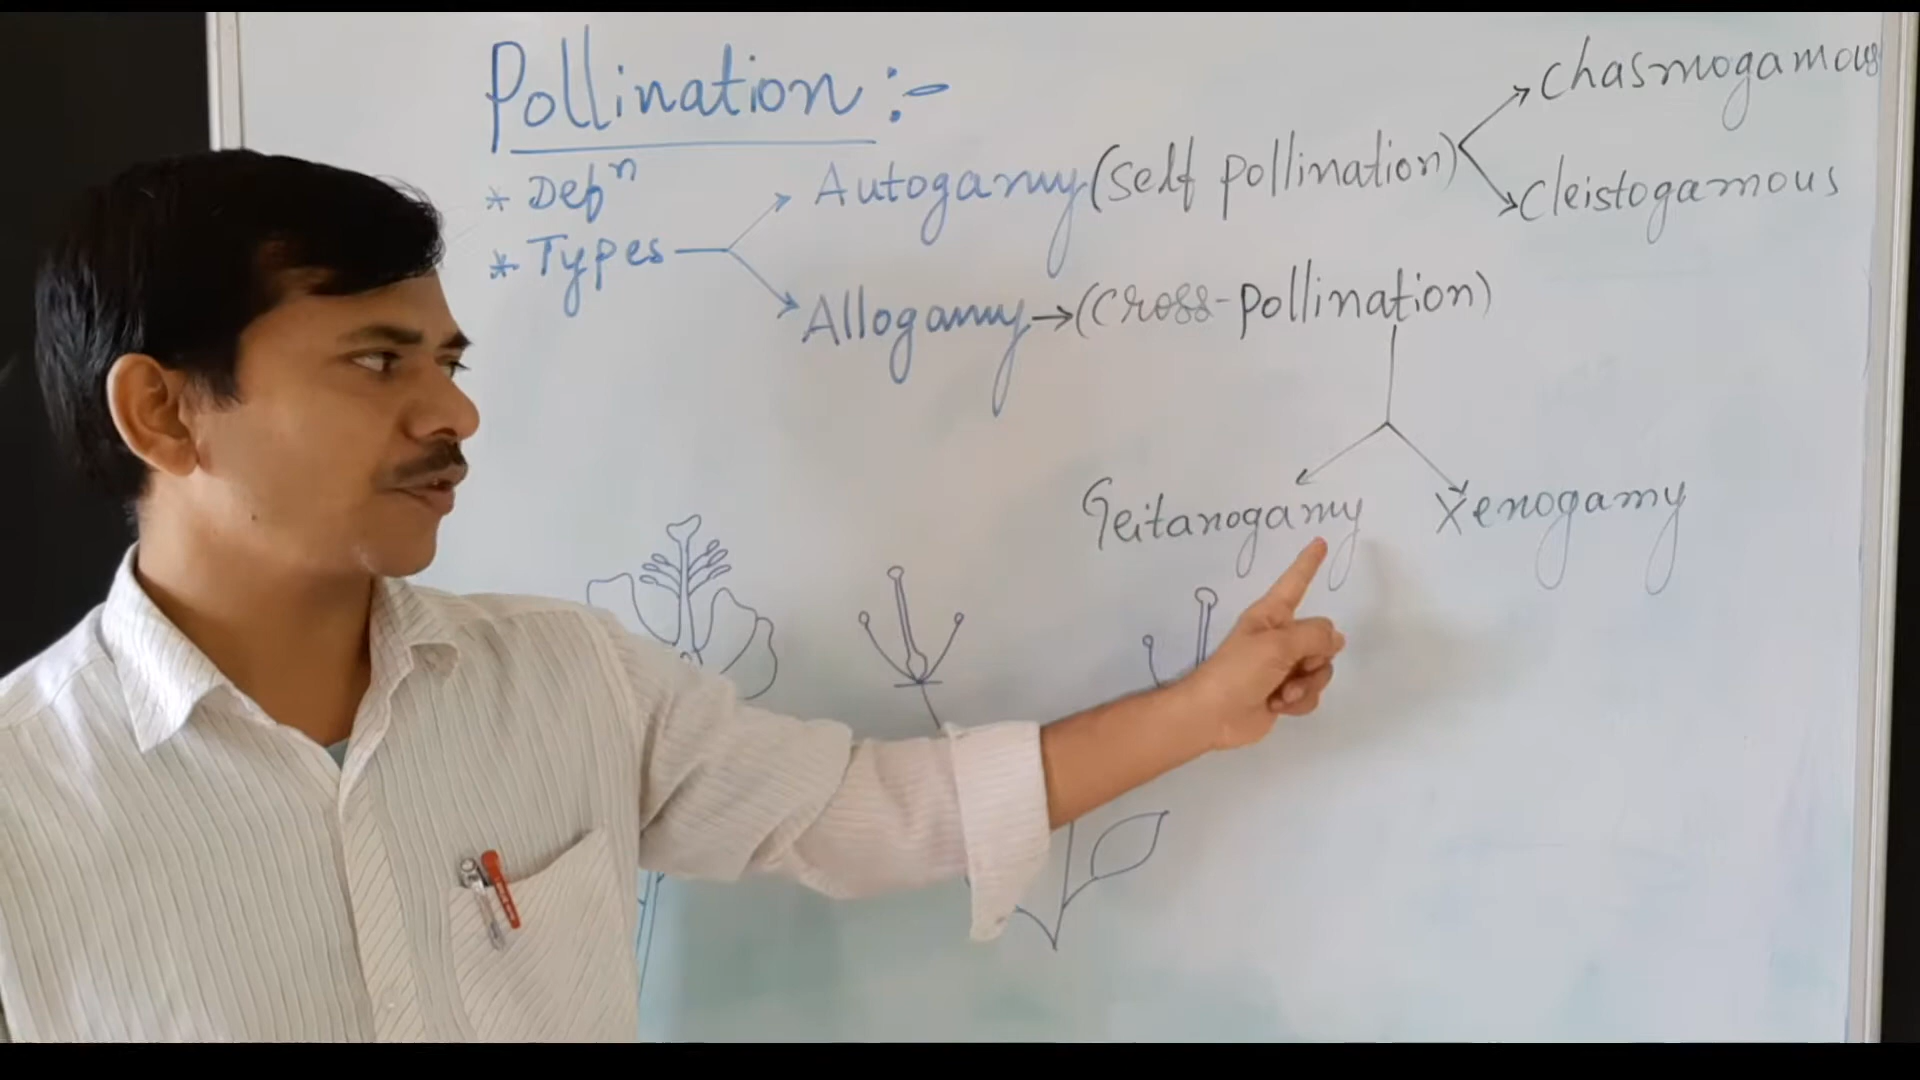 Pollination :-
* Defⁿ
* Types
Autogamy (Self pollination)
Chasmogamous
Cleistogamous
Allogamy → (Cross-pollination)
Geitanogamy
Xenogamy